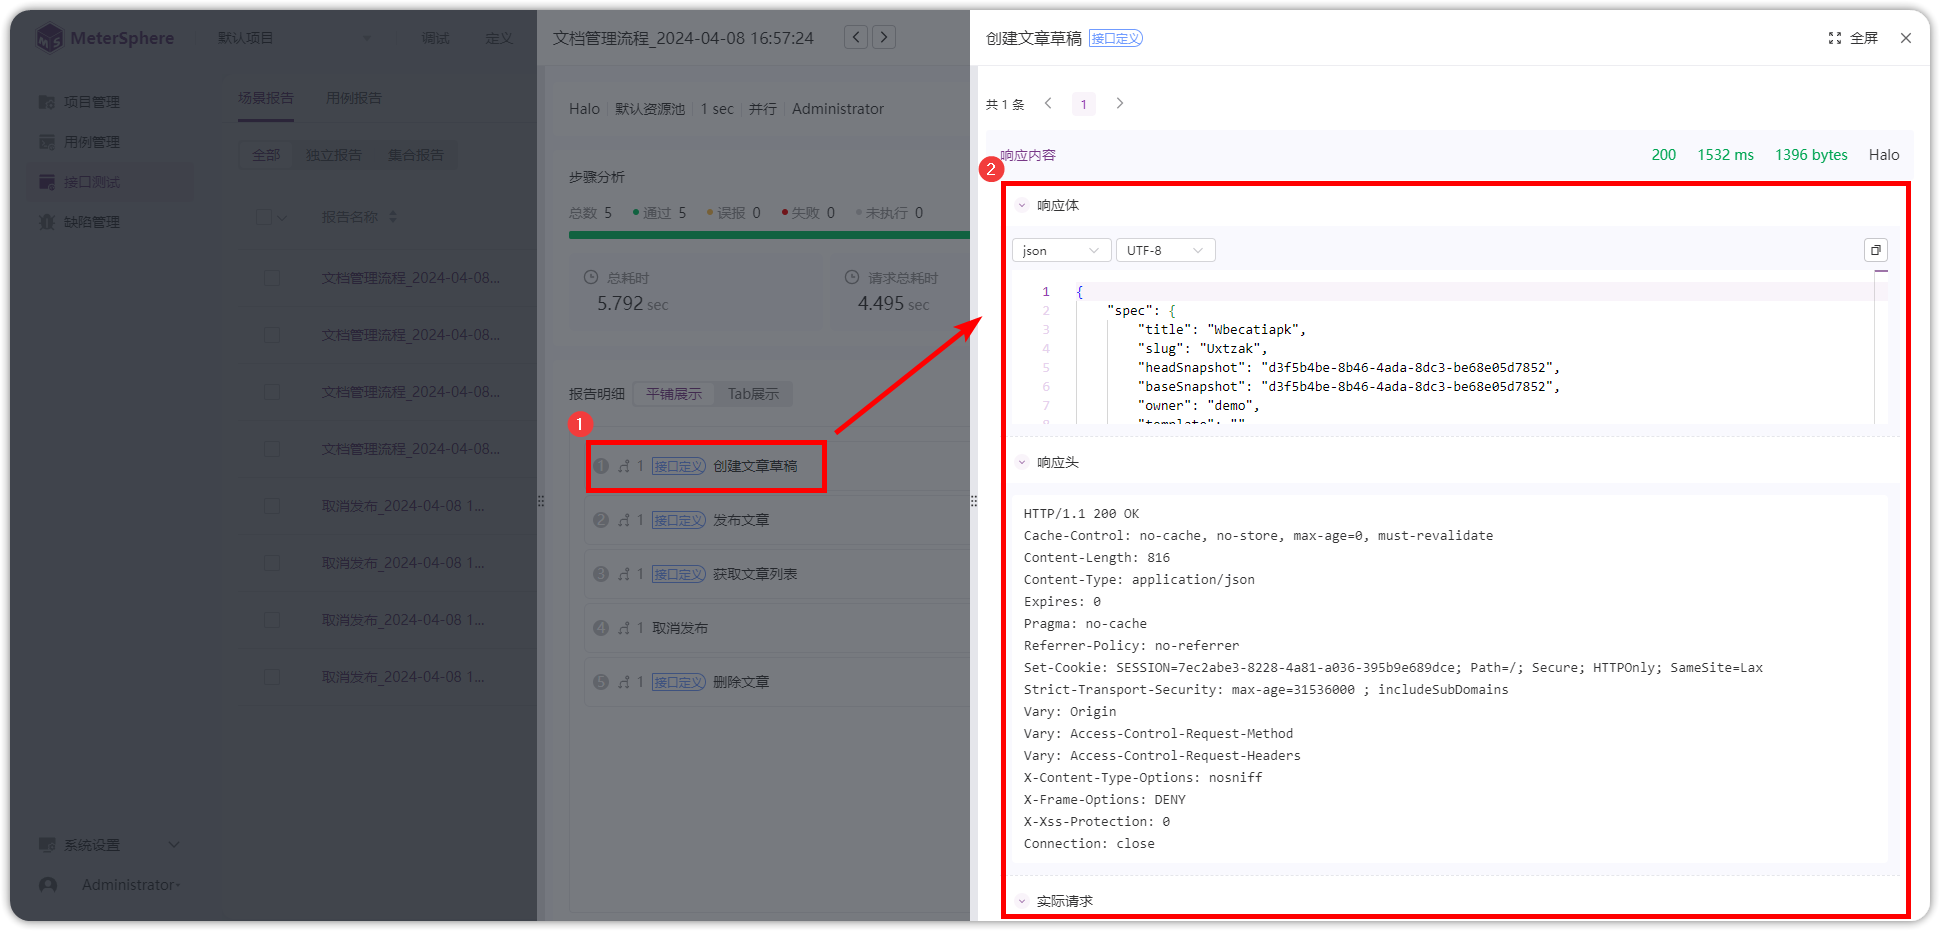 MeterSphere
默认项目
调试
定义
项目管理
用例管理
接口测试
缺陷管理
系统设置
Administrator
场景报告
用例报告
全部
独立报告
集合报告
报告名称
文档管理流程_2024-04-08...
文档管理流程_2024-04-08...
文档管理流程_2024-04-08...
文档管理流程_2024-04-08...
取消发布_2024-04-08 1...
取消发布_2024-04-08 1...
取消发布_2024-04-08 1...
取消发布_2024-04-08 1...
文档管理流程_2024-04-08 16:57:24
Halo 默认资源池 1 sec 并行 Administrator
步骤分析
总数 5 通过 5 误报 0 失败 0 未执行 0
总耗时
5.792 sec
请求总耗时
4.495 sec
报告明细 平铺展示 Tab展示
1
1 1 接口定义 创建文章草稿
2 1 接口定义 发布文章
3 1 接口定义 获取文章列表
4 1 取消发布
5 1 接口定义 删除文章
创建文章草稿 接口定义
全屏
共 1 条 1
2
响应内容 200 1532 ms 1396 bytes Halo
响应体
json UTF-8
1 {
2 "spec": {
3 "title": "Wbecatiapk",
4 "slug": "Uxtzak",
5 "headSnapshot": "d3f5b4be-8b46-4ada-8dc3-be68e05d7852",
6 "baseSnapshot": "d3f5b4be-8b46-4ada-8dc3-be68e05d7852",
7 "owner": "demo",
8 "template": ""
响应头
HTTP/1.1 200 OK
Cache-Control: no-cache, no-store, max-age=0, must-revalidate
Content-Length: 816
Content-Type: application/json
Expires: 0
Pragma: no-cache
Referrer-Policy: no-referrer
Set-Cookie: SESSION=7ec2abe3-8228-4a81-a036-395b9e689dce; Path=/; Secure; HTTPOnly; SameSite=Lax
Strict-Transport-Security: max-age=31536000 ; includeSubDomains
Vary: Origin
Vary: Access-Control-Request-Method
Vary: Access-Control-Request-Headers
X-Content-Type-Options: nosniff
X-Frame-Options: DENY
X-Xss-Protection: 0
Connection: close
实际请求